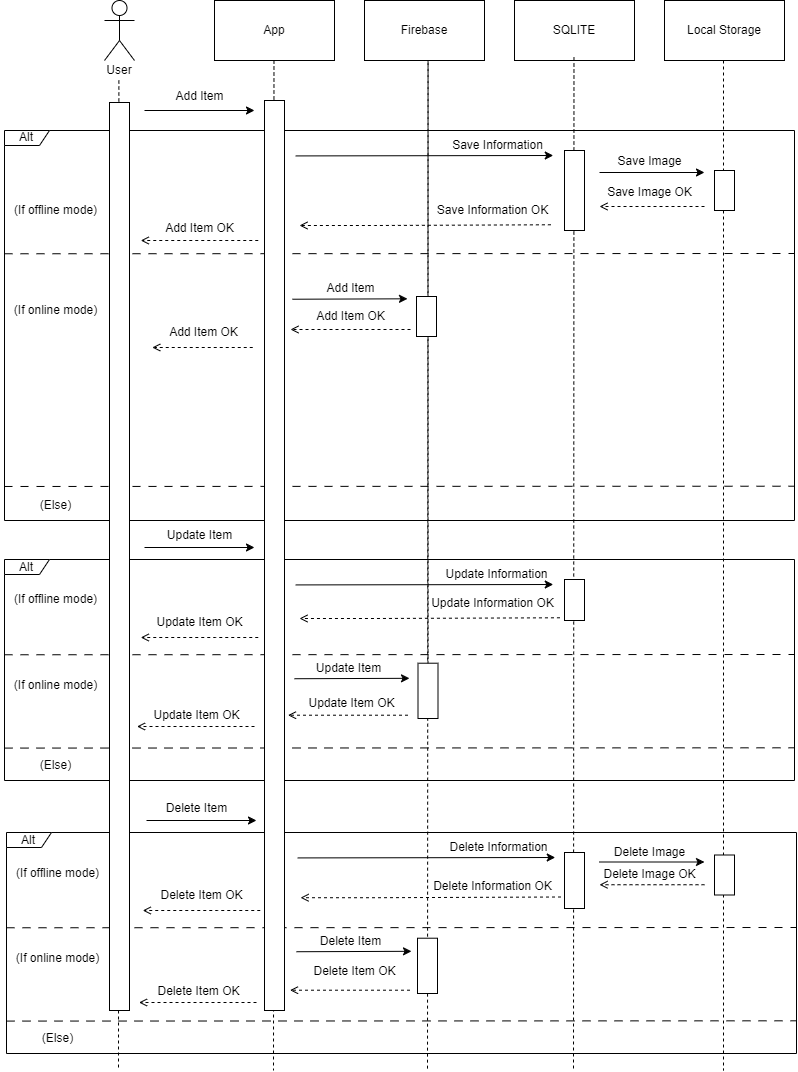 App
Firebase
SQLITE
Local Storage
User
Add Item
Alt
Save Information
Save Image
Save Image OK
(If offline mode)
Save Information OK
Add Item OK
Add Item
(If online mode)
Add Item OK
Add Item OK
(Else)
Update Item
Alt
Update Information
(If offline mode)
Update Information OK
Update Item OK
Update Item
(If online mode)
Update Item OK
Update Item OK
(Else)
Delete Item
Alt
Delete Information
Delete Image
(If offline mode)
Delete Image OK
Delete Information OK
Delete Item OK
Delete Item
(If online mode)
Delete Item OK
Delete Item OK
(Else)